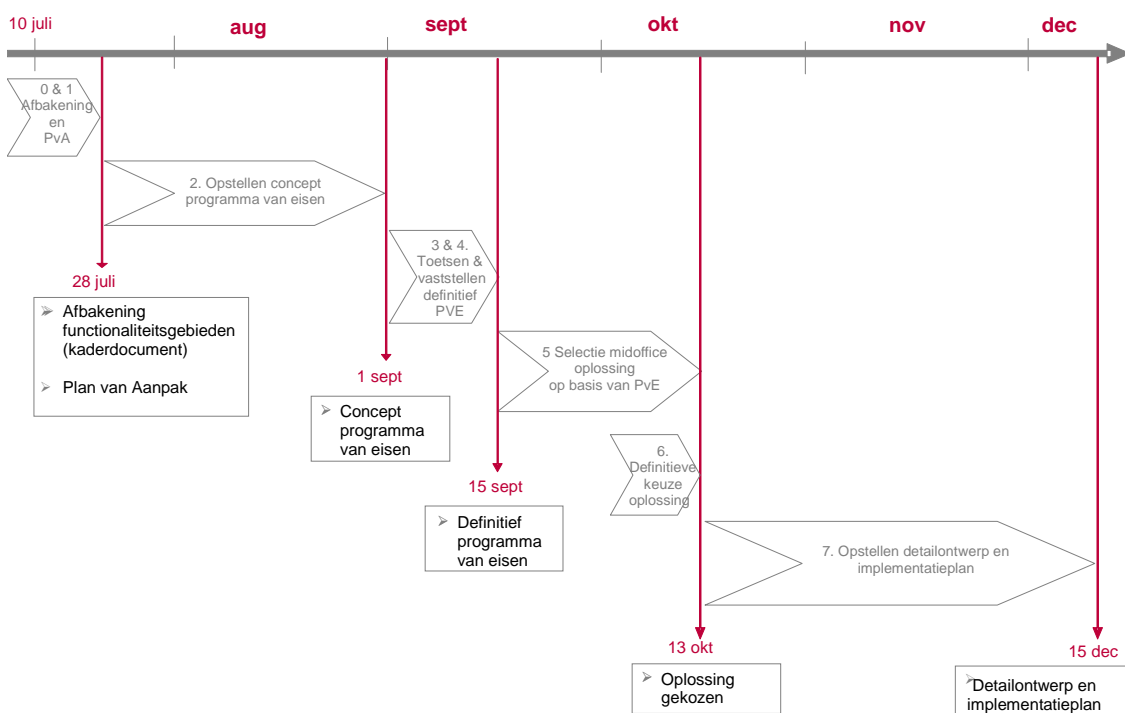 10 juli
aug
sept
okt
nov
dec
0 & 1
Afbakening
en
PvA
2. Opstellen concept
programma van eisen
3 & 4.
Toetsen &
vaststellen
definitief
PVE
28 juli
Afbakening
functionaliteitsgebieden
(kaderdocument)
Plan van Aanpak
5 Selectie midoffice
oplossing
op basis van PvE
1 sept
Concept
programma
van eisen
6.
Definitieve
keuze
oplossing
15 sept
Definitief
programma
van eisen
7. Opstellen detailontwerp en
implementatieplan
13 okt
Oplossing
gekozen
15 dec
Detailontwerp en
implementatieplan